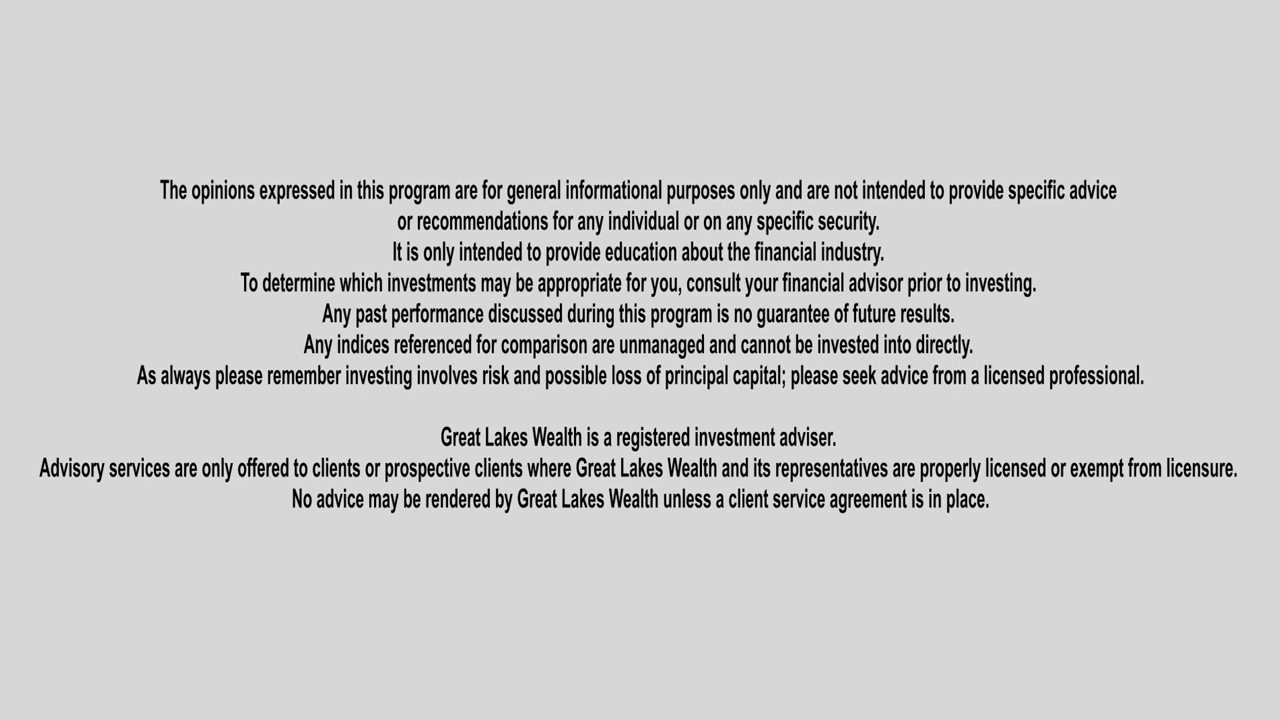 The opinions expressed in this program are for general informational purposes only and are not intended to provide specific advice
or recommendations for any individual or on any specific security.
It is only intended to provide education about the financial industry.
To determine which investments may be appropriate for you, consult your financial advisor prior to investing.
Any past performance discussed during this program is no guarantee of future results.
Any indices referenced for comparison are unmanaged and cannot be invested into directly.
As always please remember investing involves risk and possible loss of principal capital; please seek advice from a licensed professional.
Great Lakes Wealth is a registered investment adviser.
Advisory services are only offered to clients or prospective clients where Great Lakes Wealth and its representatives are properly licensed or exempt from licensure.
No advice may be rendered by Great Lakes Wealth unless a client service agreement is in place.